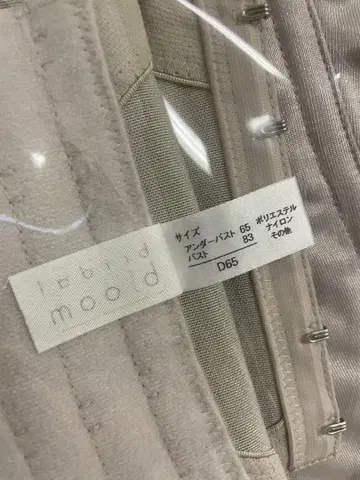 mood
サイズ
アンダーバスト 65
バスト 83
D65
ポリエステル
ナイロン
その他